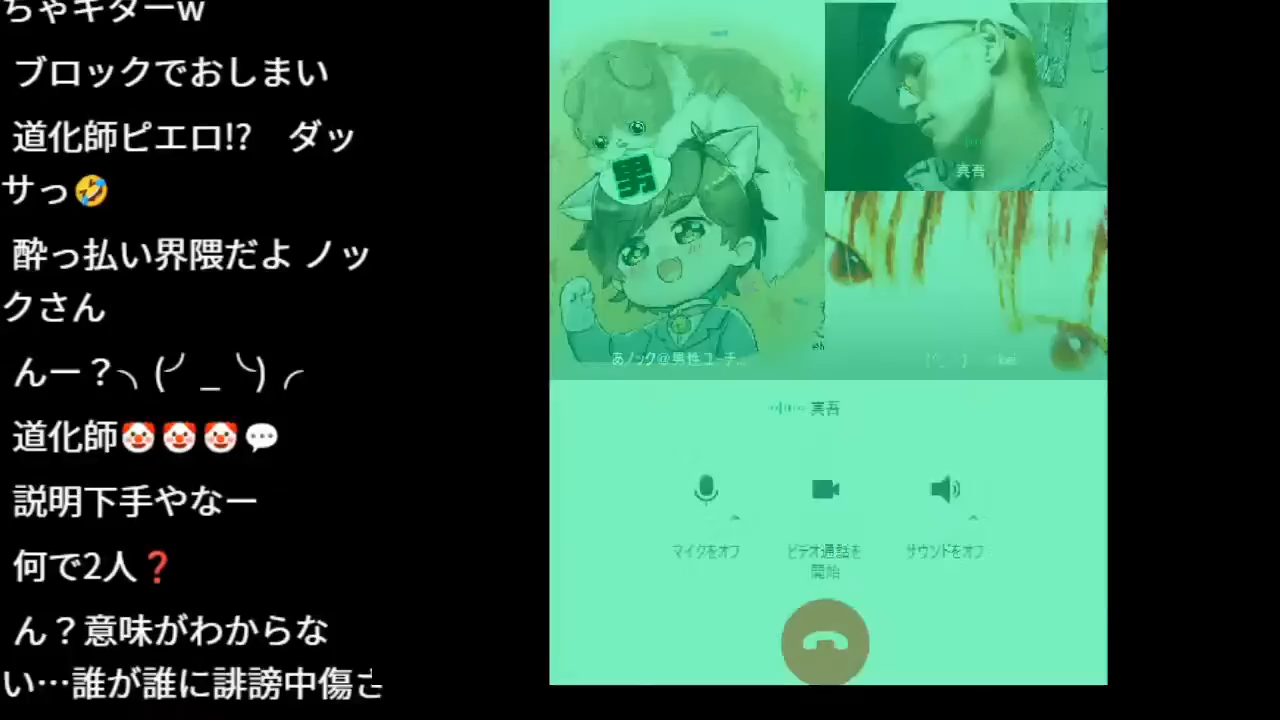 ちゃキターw
ブロックでおしまい
道化師ピエロ!?　ダッ
サっ🤣
酔っ払い界隈だよ ノッ
クさん
んー？╮(╯_╰)╭
道化師🤡🤡🤡💬
説明下手やなー
何で2人❓
ん？意味がわからな
い…誰が誰に誹謗中傷さ
男
実吾
あノック@男性ユーチ...
kei
実吾
マイクをオフ
ビデオ通話を
開始
サウンドをオフ